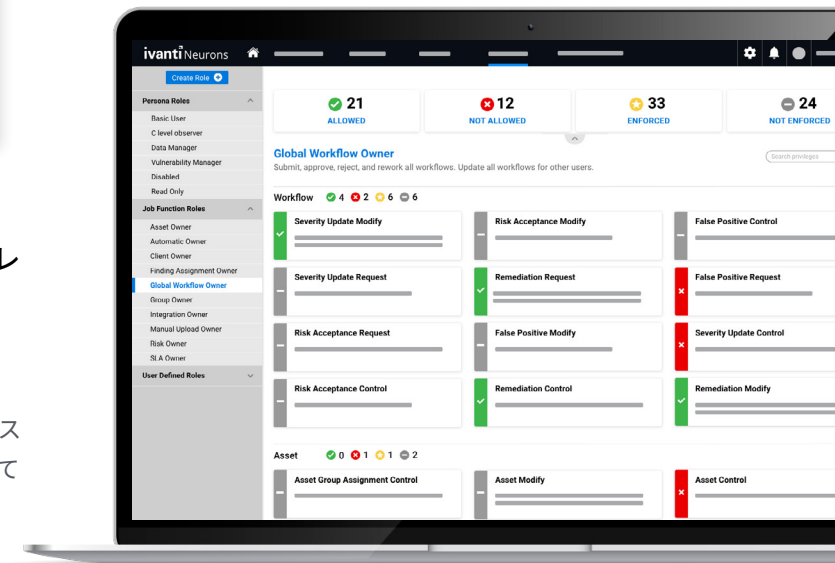 ivanti Neurons
Create Role
Persona Roles
Basic User
C level observer
Data Manager
Vulnerability Manager
Disabled
Read Only
Job Function Roles
Asset Owner
Automatic Owner
Client Owner
Finding Assignment Owner
Global Workflow Owner
Group Owner
Integration Owner
Manual Upload Owner
Risk Owner
SLA Owner
User Defined Roles
21
ALLOWED
12
NOT ALLOWED
33
ENFORCED
24
NOT ENFORCED
Global Workflow Owner
Submit, approve, reject, and rework all workflows. Update all workflows for other users.
Search privileges
Workflow 4 2 6 6
Severity Update Modify
Risk Acceptance Modify
False Positive Control
Severity Update Request
Remediation Request
False Positive Request
Risk Acceptance Request
False Positive Modify
Severity Update Control
Risk Acceptance Control
Remediation Control
Remediation Modify
Asset 0 1 1 2
Asset Group Assignment Control
Asset Modify
Asset Control
レ
ス
て